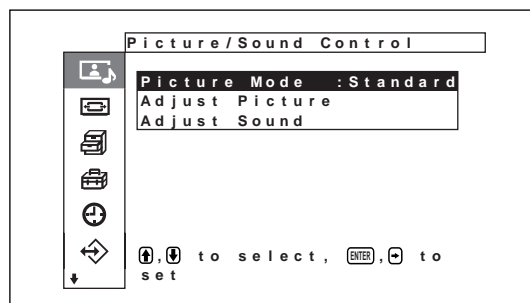 Picture/Sound Control
Picture Mode :Standard
Adjust Picture
Adjust Sound
↑,↓ to select, ENTER,→ to
set